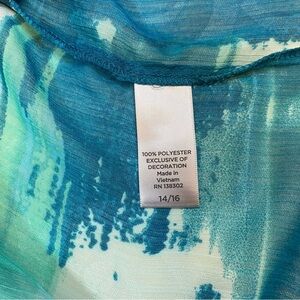 100% POLYESTER
EXCLUSIVE OF
DECORATION
Made in
Vietnam
RN 138302
14/16